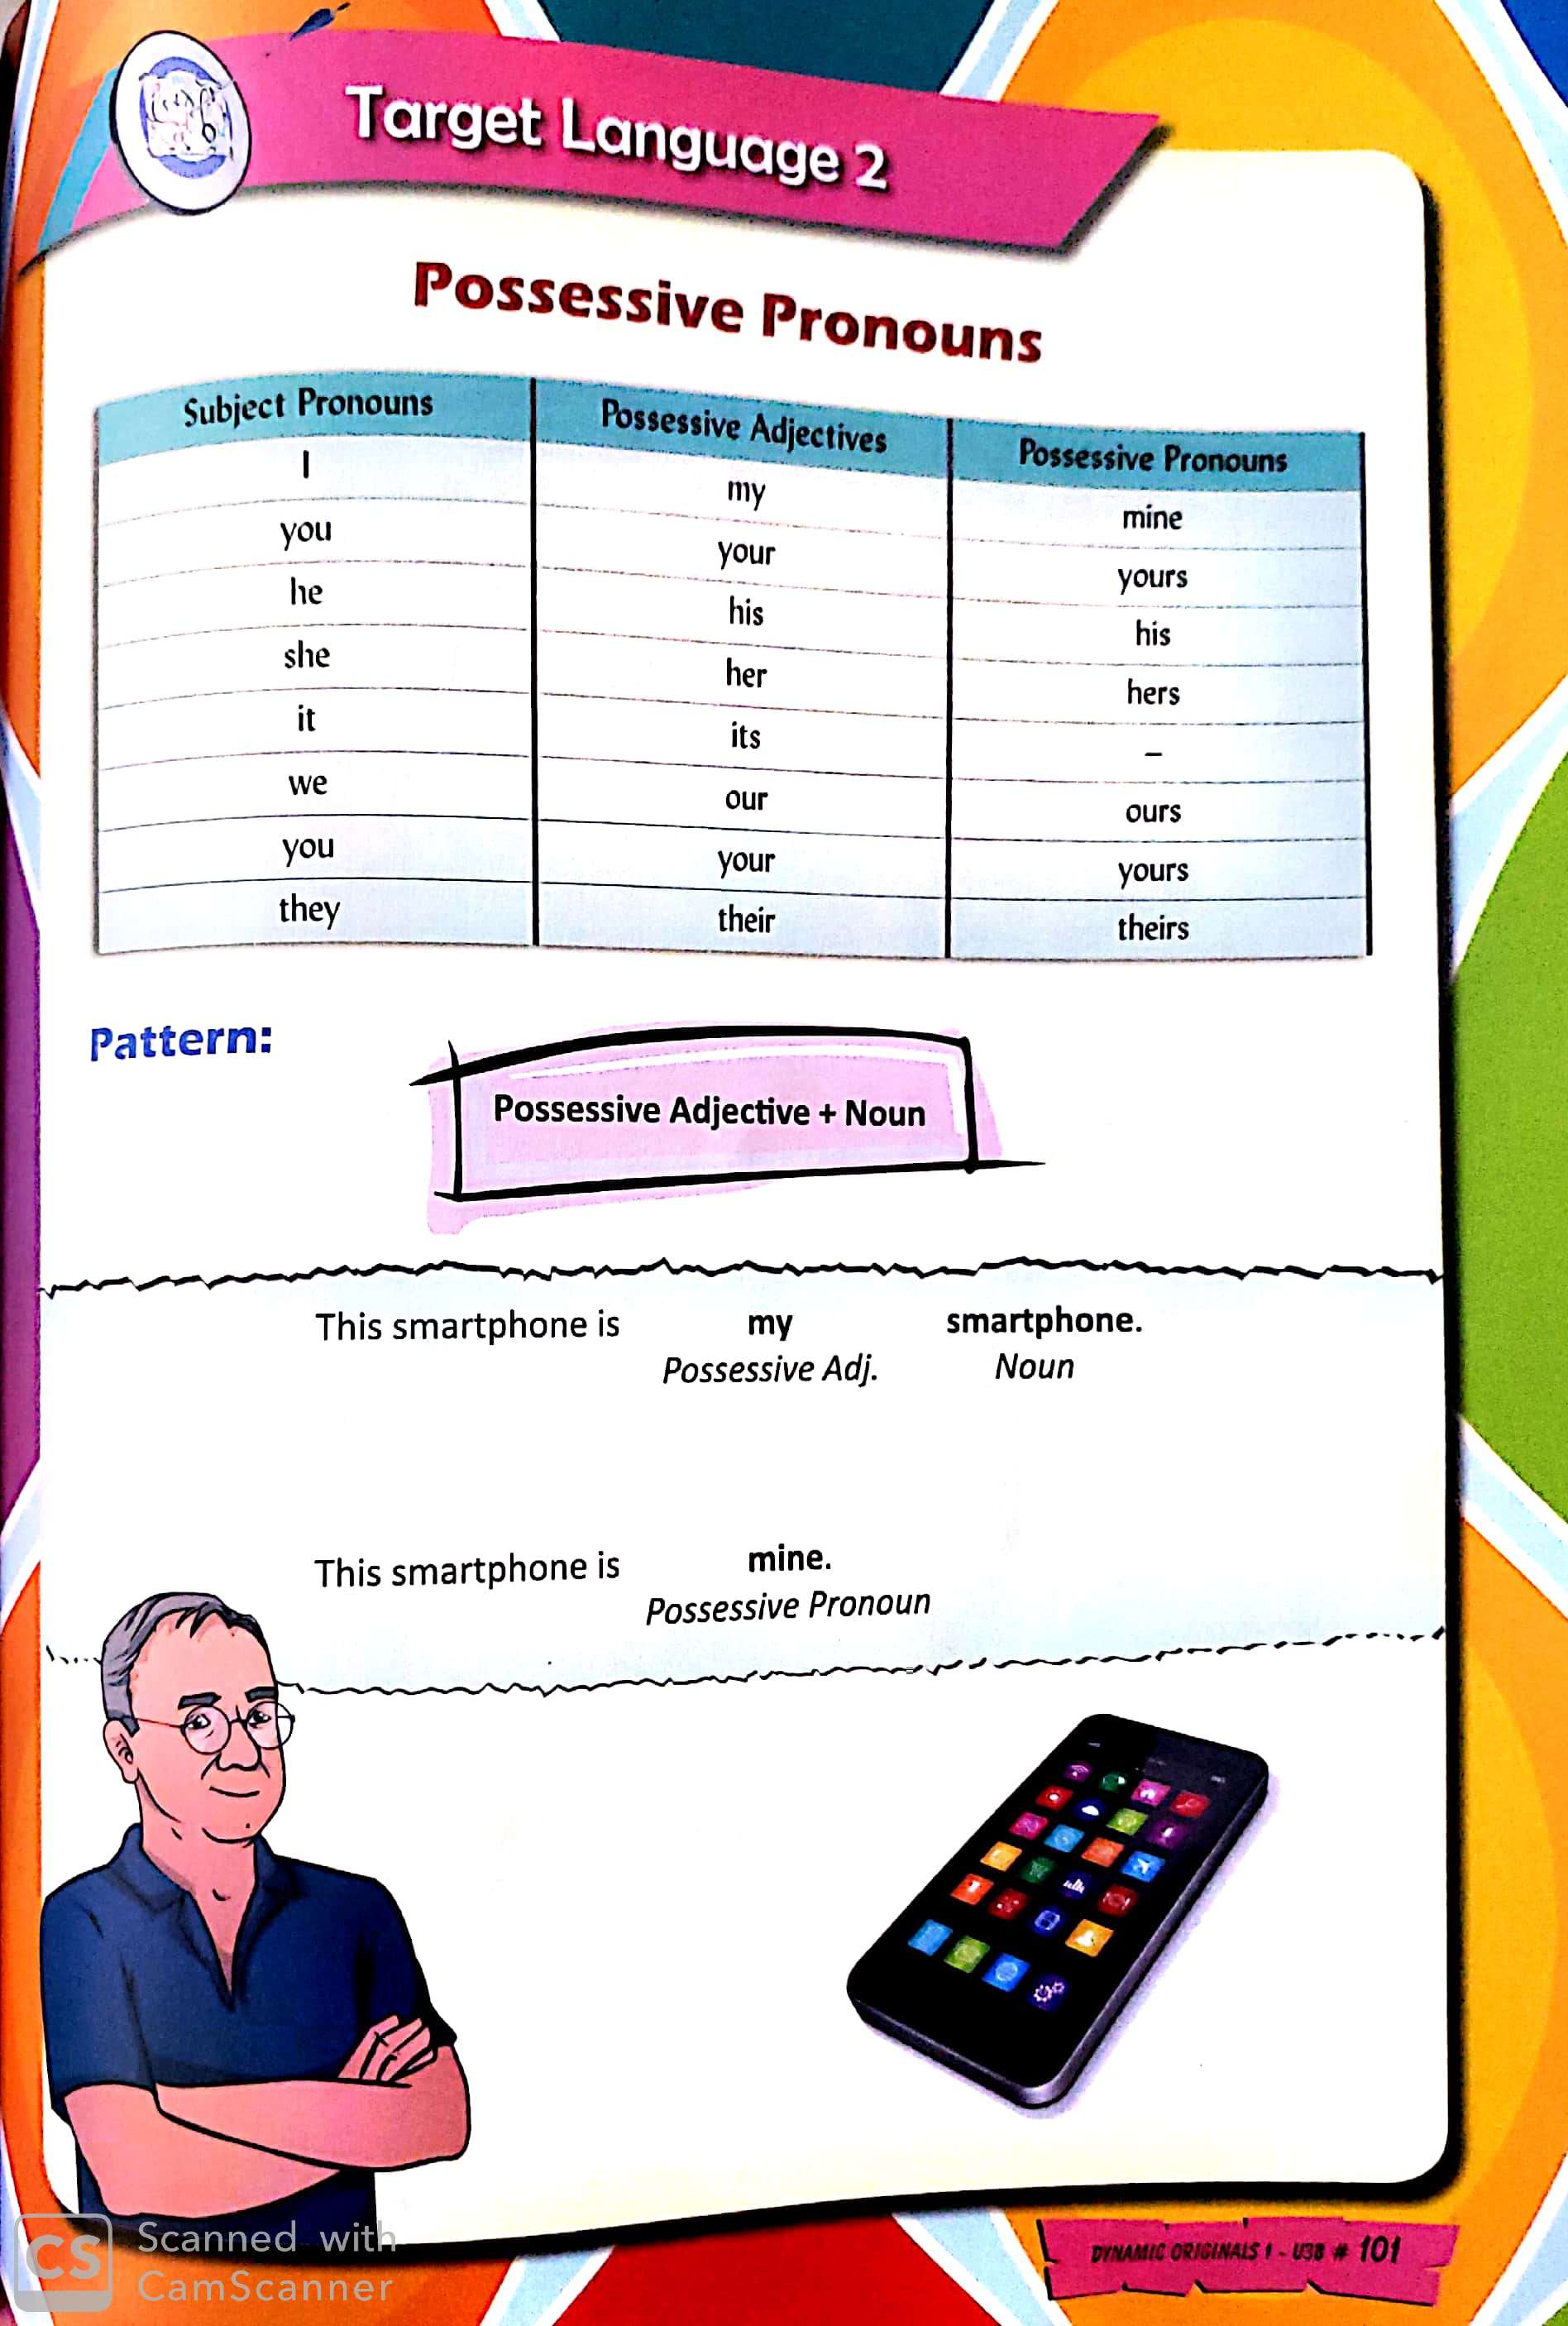 Target Language 2
Possessive Pronouns
Subject Pronouns Possessive Adjectives Possessive Pronouns
I my mine
you your yours
he his his
she her hers
it its –
we our ours
you your yours
they their theirs
Pattern:
Possessive Adjective + Noun
This smartphone is my smartphone.
Possessive Adj. Noun
This smartphone is mine.
Possessive Pronoun
DYNAMIC ORIGINALS 1 - U3B # 101
CS Scanned with
CamScanner